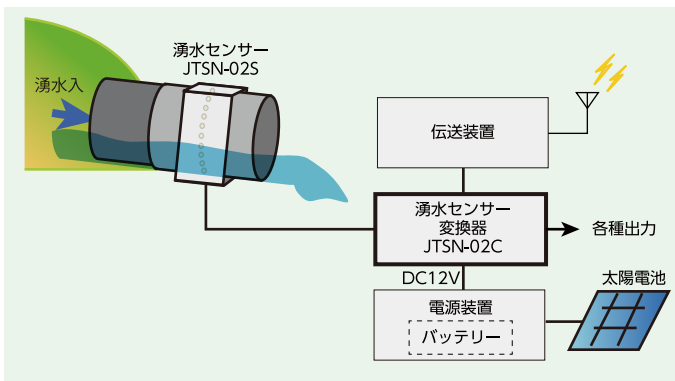 湧水センサー
JTSN-02S
湧水入
伝送装置
湧水センサー
変換器
JTSN-02C
各種出力
DC12V
太陽電池
電源装置
バッテリー